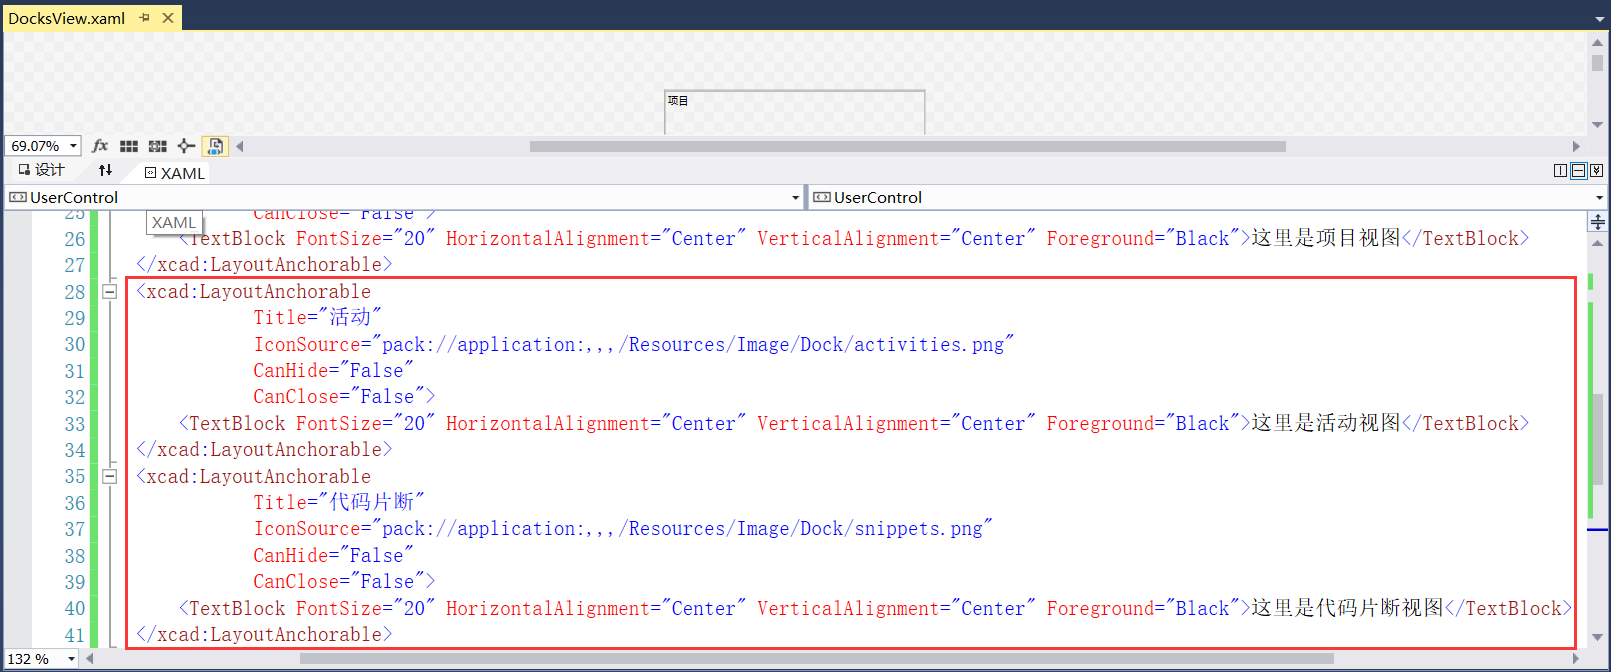 DocksView.xaml
项目
69.07%
fx
设计
XAML
UserControl
UserControl
25 CanClose="False">
XAML
26 <TextBlock FontSize="20" HorizontalAlignment="Center" VerticalAlignment="Center" Foreground="Black">这里是项目视图</TextBlock>
27 </xcad:LayoutAnchorable>
28 <xcad:LayoutAnchorable
29 Title="活动"
30 IconSource="pack://application:,,,/Resources/Image/Dock/activities.png"
31 CanHide="False"
32 CanClose="False">
33 <TextBlock FontSize="20" HorizontalAlignment="Center" VerticalAlignment="Center" Foreground="Black">这里是活动视图</TextBlock>
34 </xcad:LayoutAnchorable>
35 <xcad:LayoutAnchorable
36 Title="代码片断"
37 IconSource="pack://application:,,,/Resources/Image/Dock/snippets.png"
38 CanHide="False"
39 CanClose="False">
40 <TextBlock FontSize="20" HorizontalAlignment="Center" VerticalAlignment="Center" Foreground="Black">这里是代码片断视图</TextBlock>
41 </xcad:LayoutAnchorable>
132 %